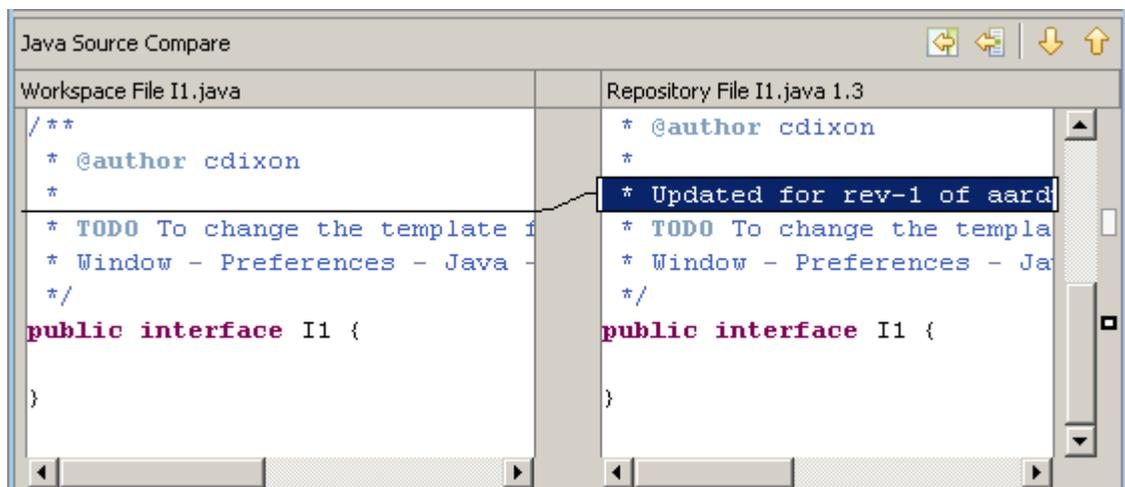 Java Source Compare
Workspace File I1.java
/**
* @author cdixon
*
* TODO To change the template f
* Window - Preferences - Java -
*/
public interface I1 {
}
Repository File I1.java 1.3
* @author cdixon
*
* Updated for rev-1 of aard
* TODO To change the templa
* Window - Preferences - Ja
*/
public interface I1 {
}